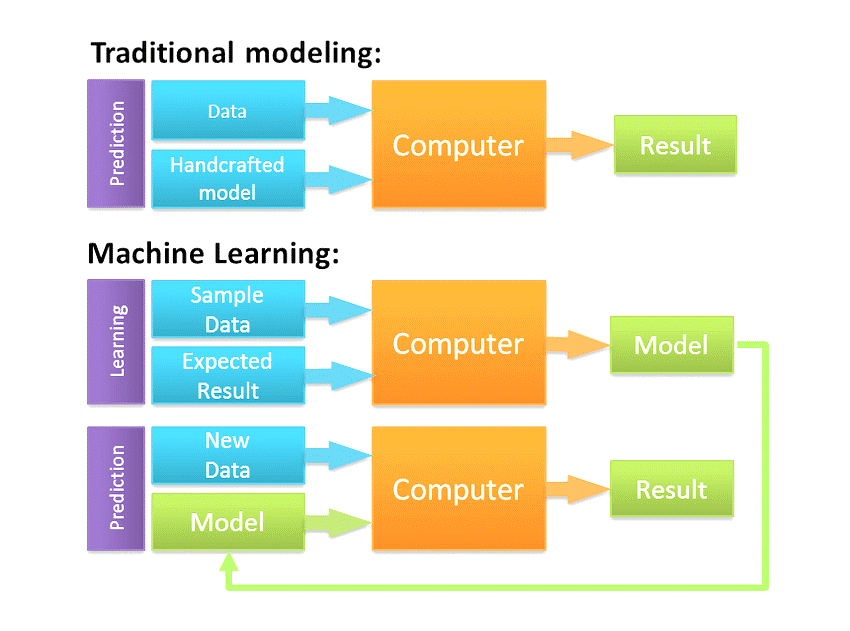 Traditional modeling:
Prediction
Data
Handcrafted
model
Computer
Result
Machine Learning:
Learning
Sample
Data
Expected
Result
Computer
Model
Prediction
New
Data
Model
Computer
Result